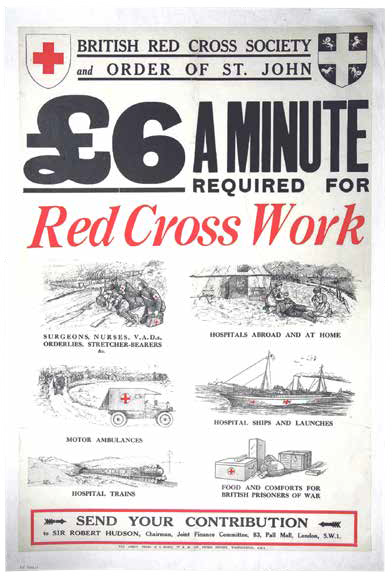 BRITISH RED CROSS SOCIETY
and ORDER OF ST. JOHN
£6 A MINUTE
REQUIRED FOR
Red Cross Work
SURGEONS, NURSES, V.A.D.s,
ORDERLIES, STRETCHER-BEARERS
&c.
HOSPITALS ABROAD AND AT HOME
MOTOR AMBULANCES
HOSPITAL SHIPS AND LAUNCHES
HOSPITAL TRAINS
FOOD AND COMFORTS FOR
BRITISH PRISONERS OF WAR
SEND YOUR CONTRIBUTION
to SIR ROBERT HUDSON, Chairman, Joint Finance Committee, 83, Pall Mall, London, S.W.1.